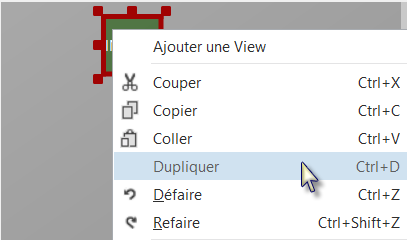 Ajouter une View
Couper Ctrl+X
Copier Ctrl+C
Coller Ctrl+V
Dupliquer Ctrl+D
Défaire Ctrl+Z
Refaire Ctrl+Shift+Z